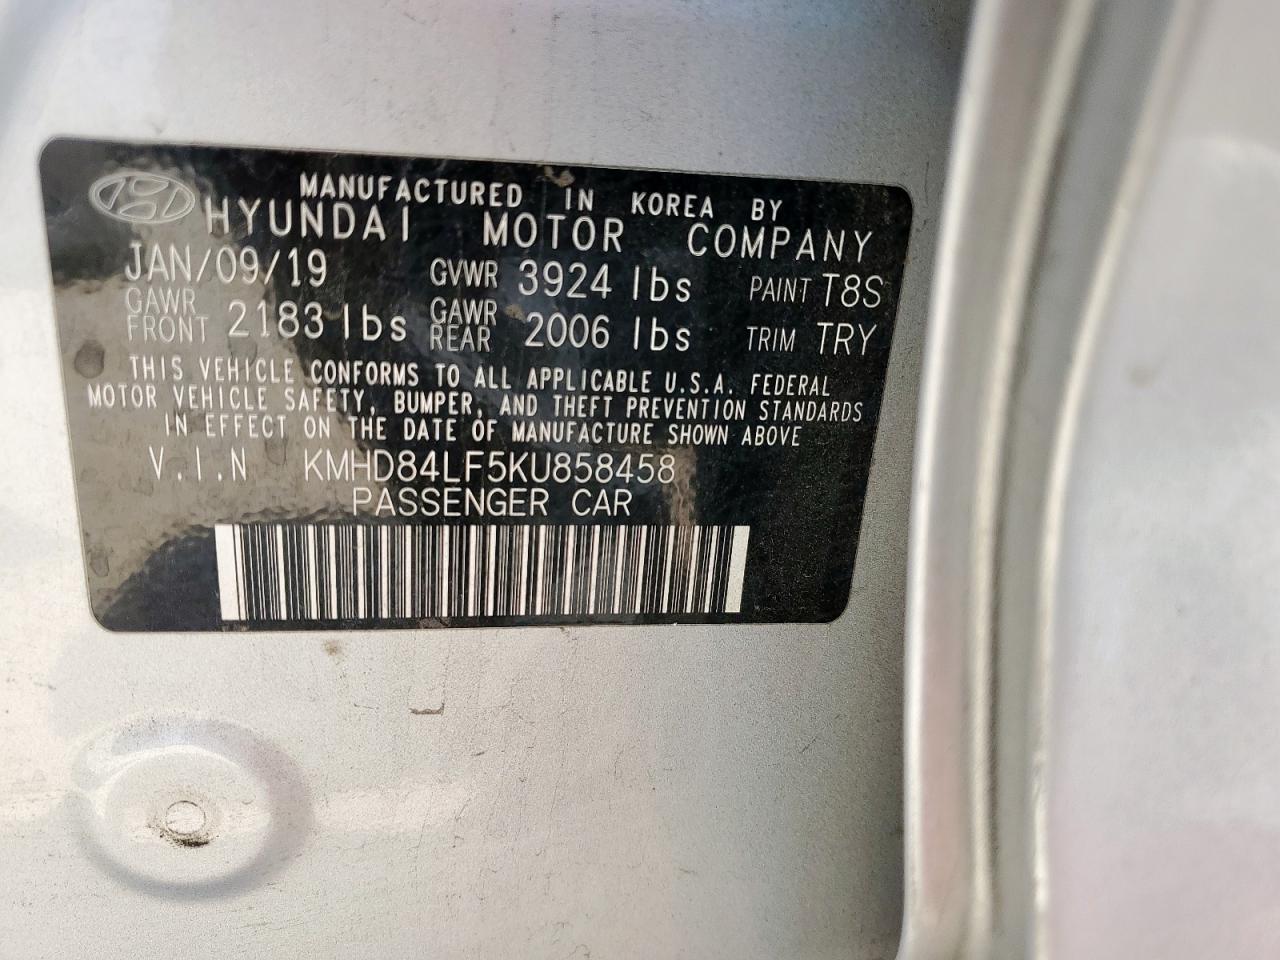 MANUFACTURED IN KOREA BY
HYUNDAI MOTOR COMPANY
JAN/09/19 GVWR 3924 lbs PAINT T8S
GAWR FRONT 2183 lbs GAWR REAR 2006 lbs TRIM TRY
THIS VEHICLE CONFORMS TO ALL APPLICABLE U.S.A. FEDERAL
MOTOR VEHICLE SAFETY, BUMPER, AND THEFT PREVENTION STANDARDS
IN EFFECT ON THE DATE OF MANUFACTURE SHOWN ABOVE
V.I.N KMHD84LF5KU858458
PASSENGER CAR